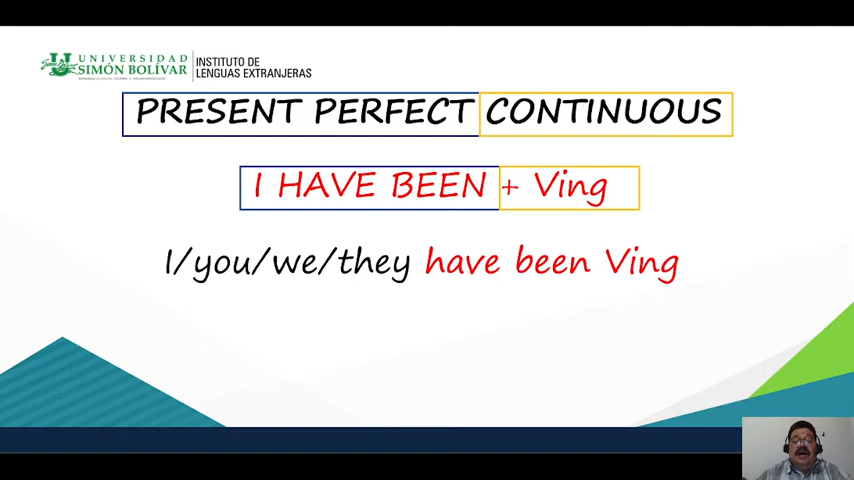 UNIVERSIDAD
SIMÓN BOLÍVAR
INSTITUTO DE
LENGUAS EXTRANJERAS
PRESENT PERFECT CONTINUOUS
I HAVE BEEN + Ving
I/you/we/they have been Ving